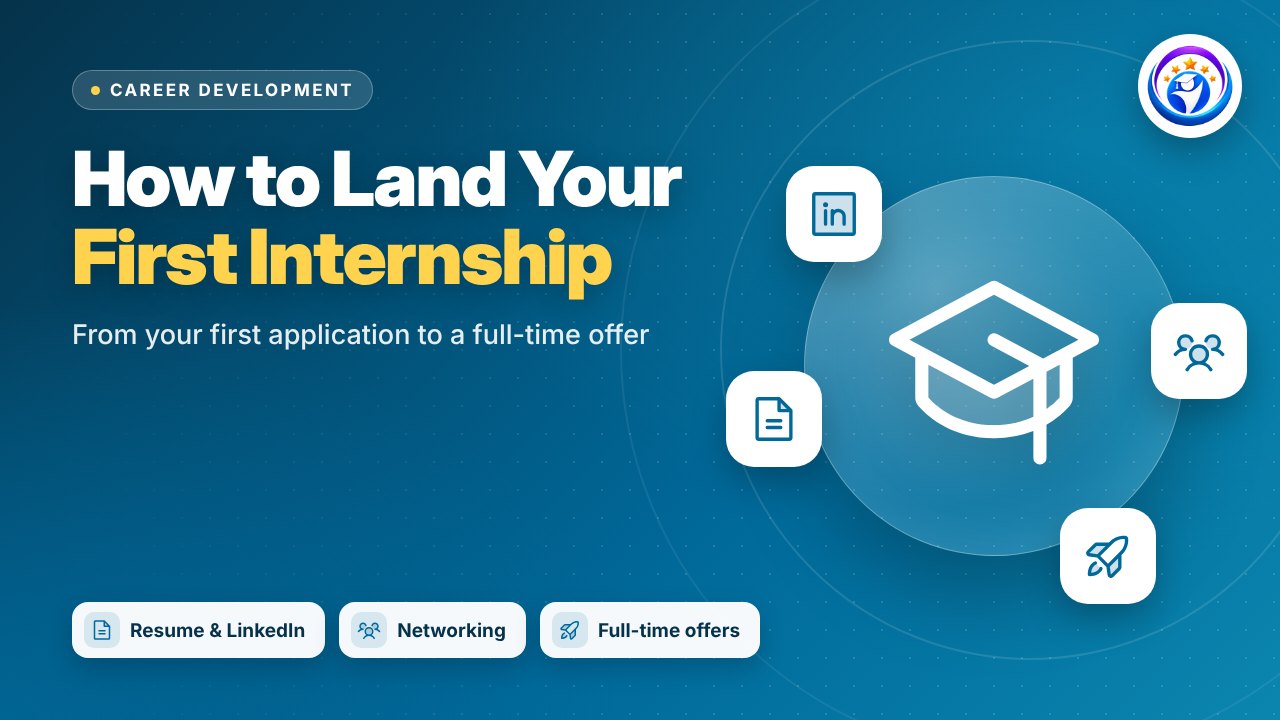 CAREER DEVELOPMENT
How to Land Your
First Internship
From your first application to a full-time offer
in
Resume & LinkedIn
Networking
Full-time offers